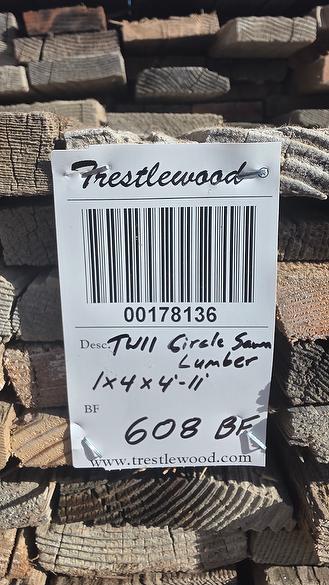 Trestlewood
00178136
Desc. TWII Circle Sawn
Lumber
1x4x4'-11'
BF
608 BF
www.trestlewood.com